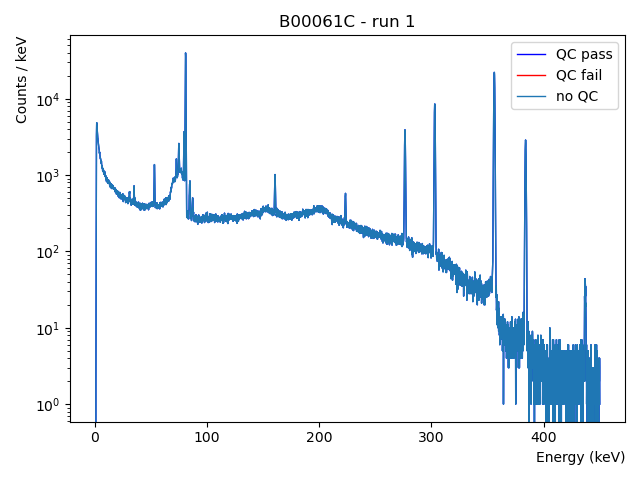 B00061C - run 1
Counts / keV
QC pass
QC fail
no QC
10⁴
10³
10²
10¹
10⁰
0 100 200 300 400
Energy (keV)